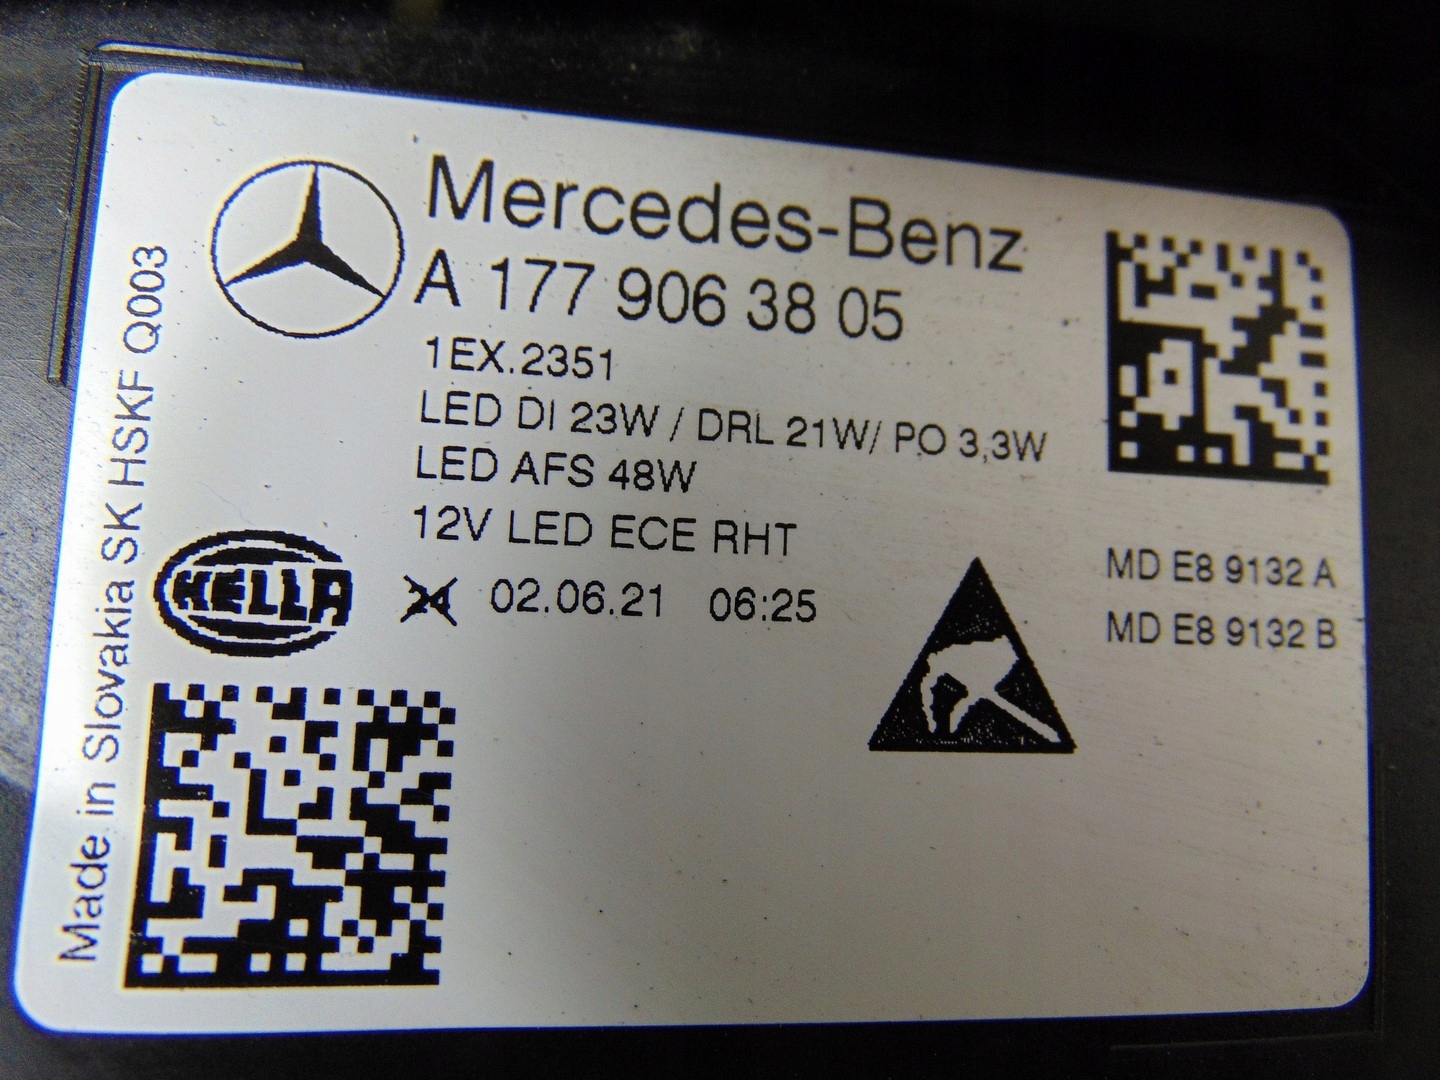 Mercedes-Benz
A 177 906 38 05
1EX.2351
LED DI 23W / DRL 21W/ PO 3,3W
LED AFS 48W
12V LED ECE RHT
24 02.06.21 06:25
HELLA
MD E8 9132 A
MD E8 9132 B
Made in Slovakia SK HSKF Q003